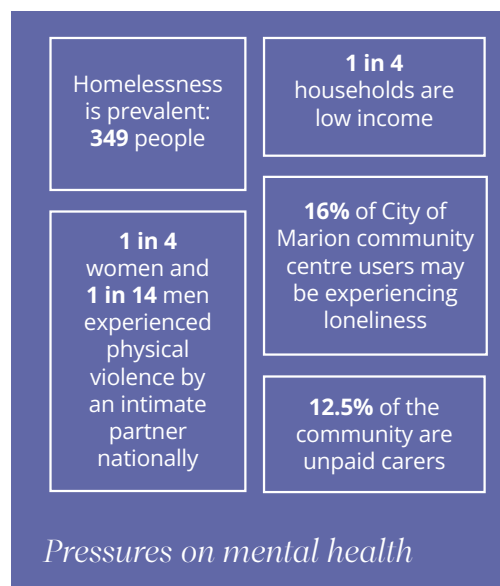 Homelessness
is prevalent:
349 people
1 in 4
women and
1 in 14 men
experienced
physical
violence by
an intimate
partner
nationally
1 in 4
households are
low income
16% of City of
Marion community
centre users may
be experiencing
loneliness
12.5% of the
community are
unpaid carers
Pressures on mental health